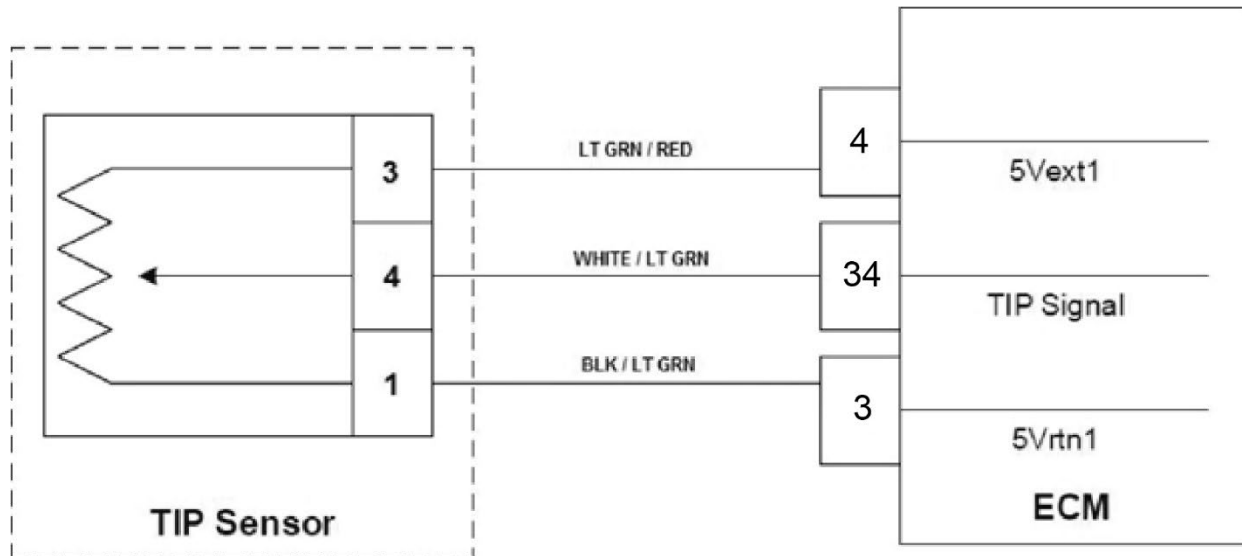 LT GRN / RED
3
4
5Vext1
WHITE / LT GRN
4
34
TIP Signal
BLK / LT GRN
1
3
5Vrtn1
TIP Sensor
ECM